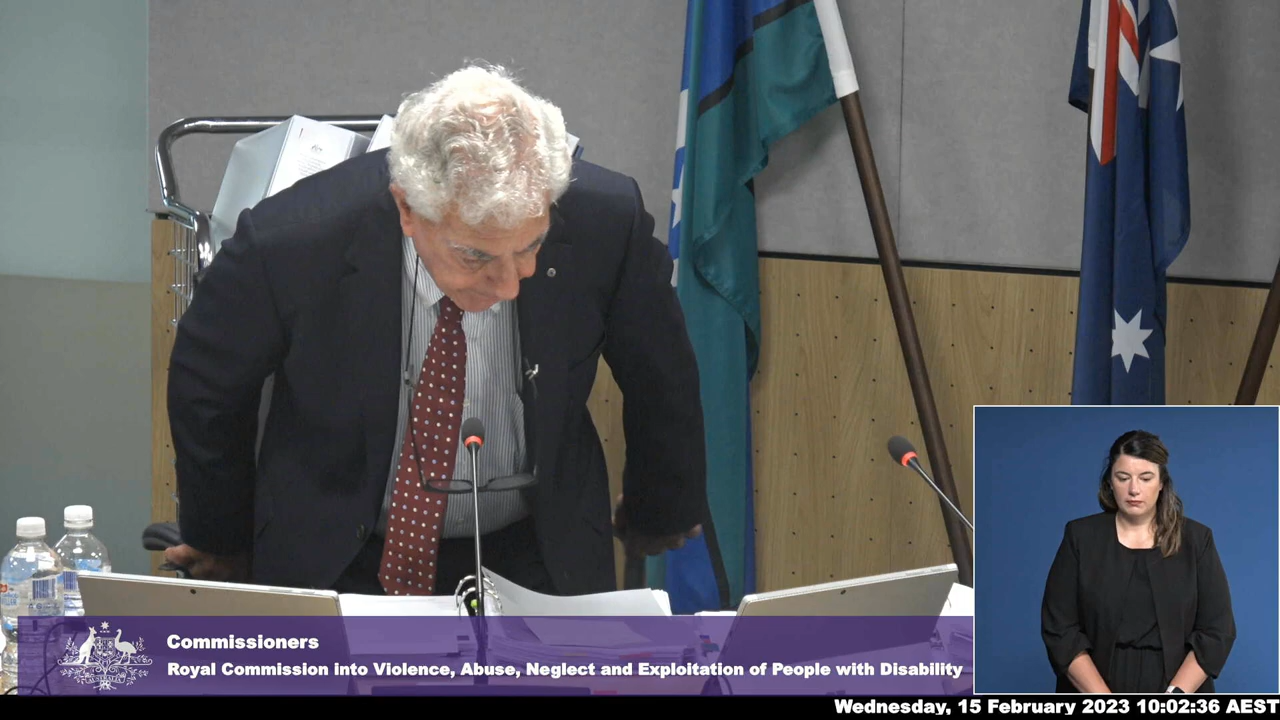 Commissioners
Royal Commission into Violence, Abuse, Neglect and Exploitation of People with Disability
Wednesday, 15 February 2023 10:02:36 AEST